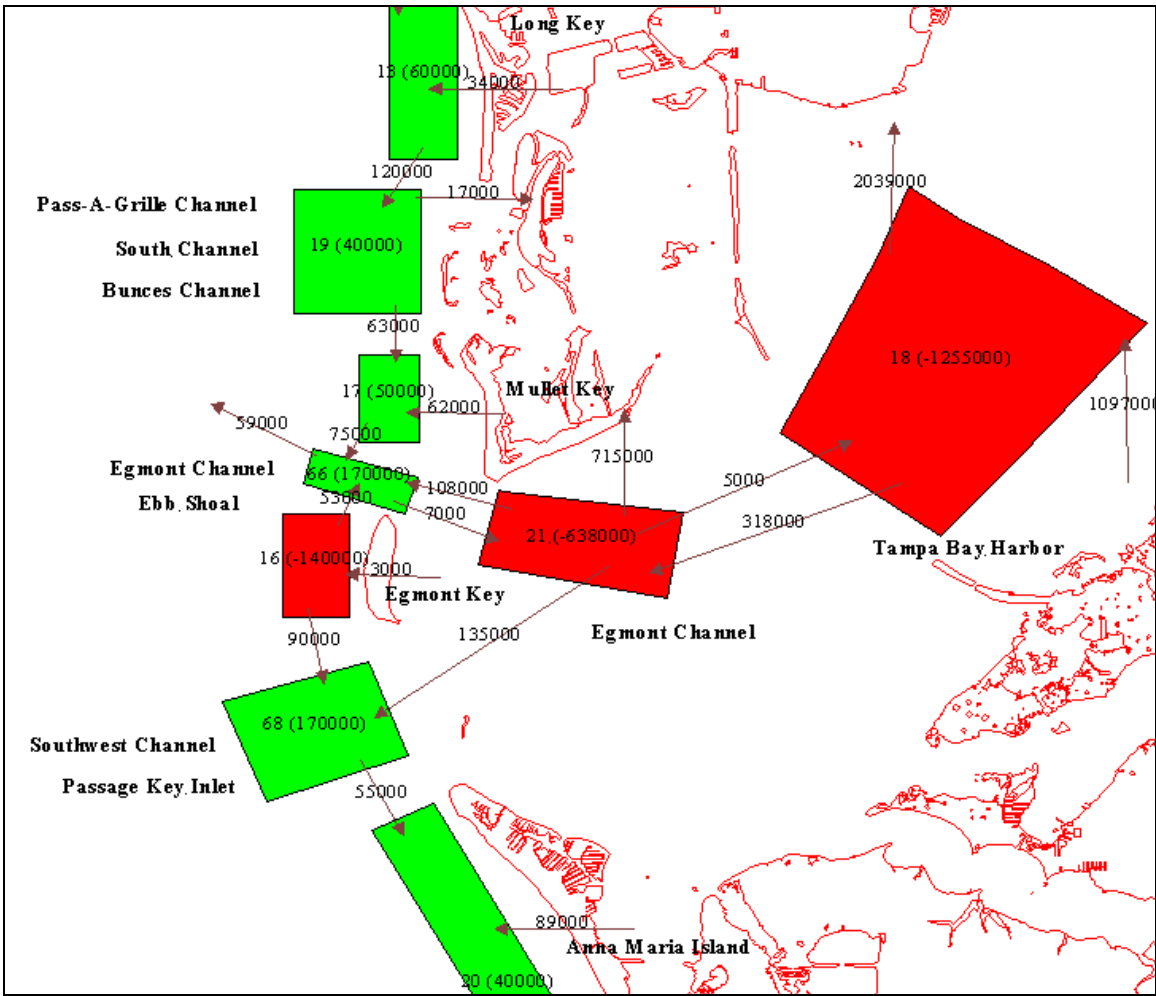 Long Key
13 (60000)
34000
120000
17000
2039000
Pass-A-Grille Channel
19 (40000)
South Channel
Bunces Channel
63000
18 (-1255000)
17 (50000)
Mullet Key
62000
1097000
59000
75000
715000
Egmont Channel
66 (170000)
5000
108000
53000
Ebb Shoal
7000
318000
21 (-638000)
Tampa Bay Harbor
16 (-140000)
3000
Egmont Key
90000
135000
Egmont Channel
68 (170000)
Southwest Channel
Passage Key Inlet
55000
89000
Anna Maria Island
20 (40000)